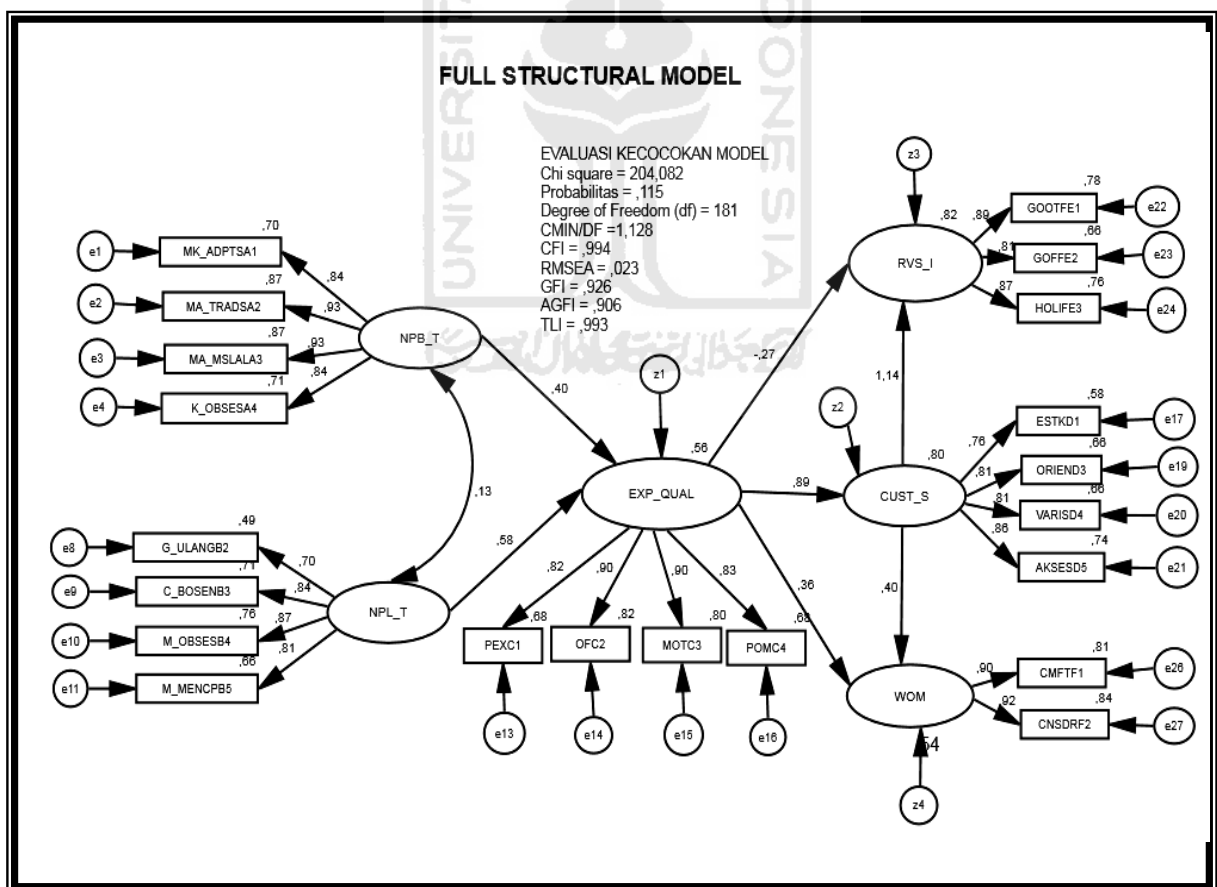 UNIVERSITA
DONESIA
FULL STRUCTURAL MODEL
EVALUASI KECOCOKAN MODEL
Chi square = 204,082
Probabilitas = ,115
Degree of Freedom (df) = 181
CMIN/DF =1,128
CFI = ,994
RMSEA = ,023
GFI = ,926
AGFI = ,906
TLI = ,993
e1
MK_ADPTSA1
,70
,84
e2
MA_TRADSA2
,87
,93
e3
MA_MSLALA3
,87
,93
e4
K_OBSESA4
,71
,84
NPB_T
,40
,13
e8
G_ULANGB2
,49
,70
e9
C_BOSENB3
,71
,84
e10
M_OBSESB4
,76
,87
e11
M_MENCPB5
,66
,81
NPL_T
,58
z1
,56
EXP_QUAL
,82
,90
,90
,83
,68
PEXC1
,82
OFC2
,80
MOTC3
,68
POMC4
e13
e14
e15
e16
-,27
,89
,36
z3
,82
RVS_I
,89
,78
GOOTFE1
e22
,81
,66
GOFFE2
e23
,87
,76
HOLIFE3
e24
1,14
z2
,80
CUST_S
,76
,58
ESTKD1
e17
,81
,66
ORIEND3
e19
,81
,66
VARISD4
e20
,86
,74
AKSESD5
e21
,40
WOM
,90
,81
CMFTF1
e26
,92
,84
CNSDRF2
e27
54
z4